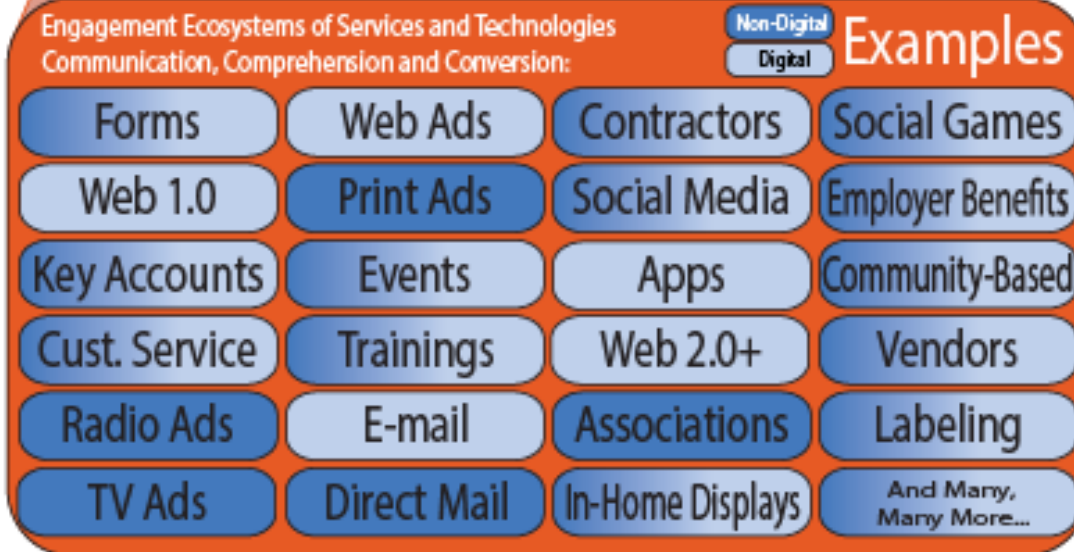 Engagement Ecosystems of Services and Technologies
Communication, Comprehension and Conversion:
Non-Digital
Digital
Examples
Forms
Web Ads
Contractors
Social Games
Web 1.0
Print Ads
Social Media
Employer Benefits
Key Accounts
Events
Apps
Community-Based
Cust. Service
Trainings
Web 2.0+
Vendors
Radio Ads
E-mail
Associations
Labeling
TV Ads
Direct Mail
In-Home Displays
And Many,
Many More...